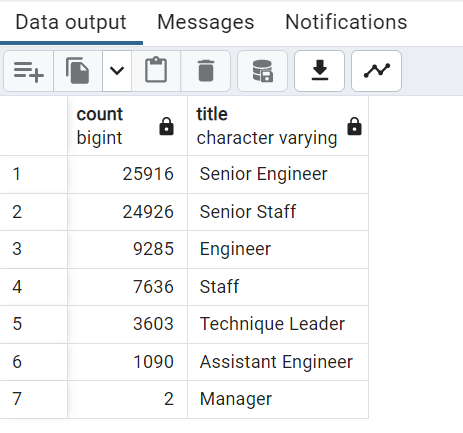 Data output Messages Notifications
count title
bigint character varying
1 25916 Senior Engineer
2 24926 Senior Staff
3 9285 Engineer
4 7636 Staff
5 3603 Technique Leader
6 1090 Assistant Engineer
7 2 Manager